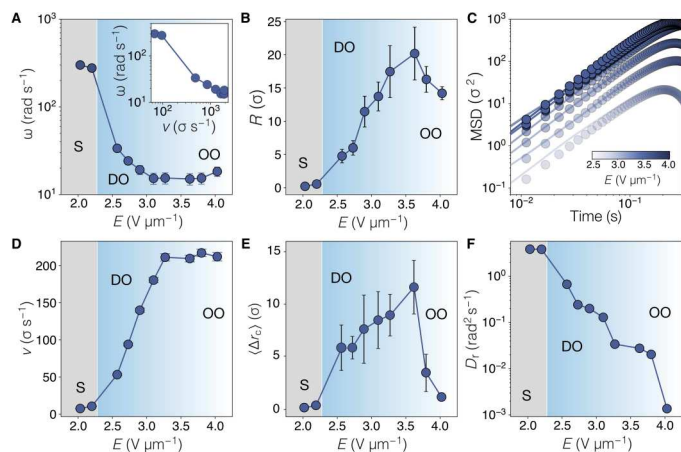 A
ω (rad s⁻¹)
10³
10²
10¹
2.0 2.5 3.0 3.5 4.0
E (V μm⁻¹)
S
DO
OO
ω (rad s⁻¹)
10²
10¹
10² 10³
v (σ s⁻¹)
B
R (σ)
25
20
15
10
5
0
2.0 2.5 3.0 3.5 4.0
E (V μm⁻¹)
S
DO
OO
C
MSD (σ²)
10⁴
10³
10²
10¹
10⁰
10⁻¹
2.5 3.0 3.5 4.0
E (V μm⁻¹)
10⁻² 10⁻¹
Time (s)
D
v (σ s⁻¹)
200
150
100
50
0
2.0 2.5 3.0 3.5 4.0
E (V μm⁻¹)
S
DO
OO
E
⟨Δr꜀⟩ (σ)
15
10
5
0
2.0 2.5 3.0 3.5 4.0
E (V μm⁻¹)
S
DO
OO
F
Dᵣ (rad² s⁻¹)
10⁰
10⁻¹
10⁻²
10⁻³
2.0 2.5 3.0 3.5 4.0
E (V μm⁻¹)
S
DO
OO